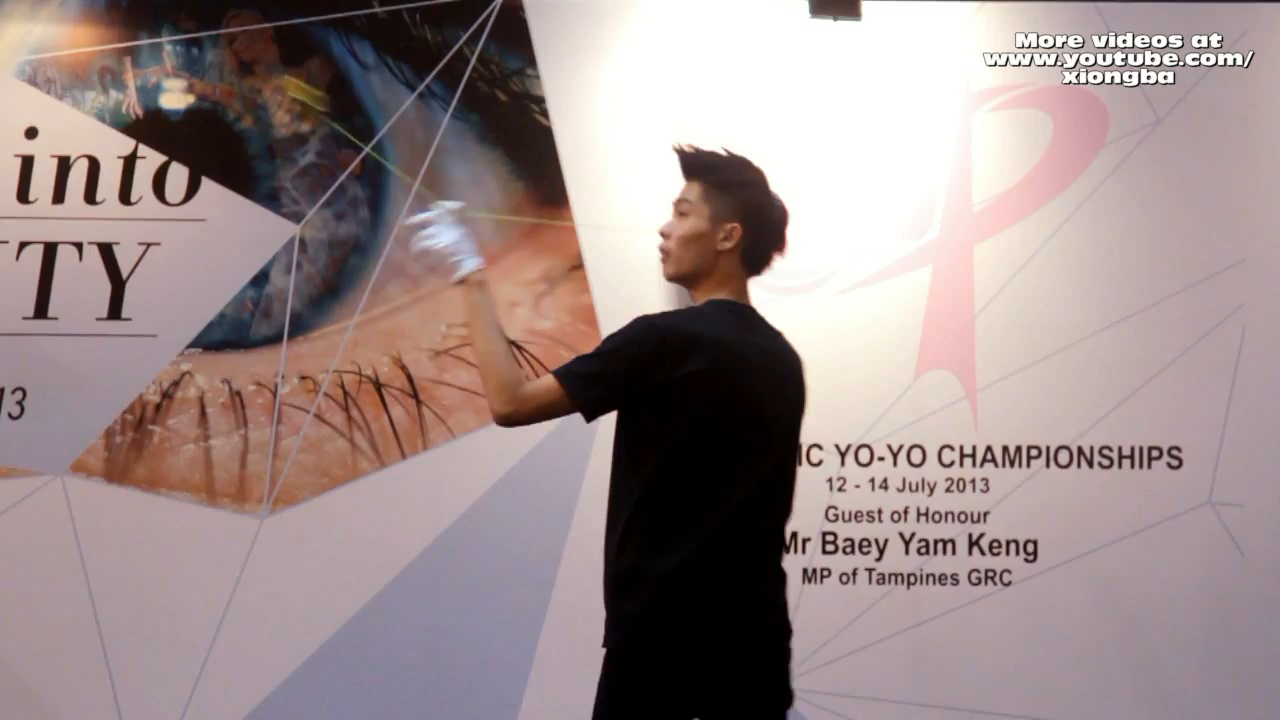 into
TY
13
More videos at
www.youtube.com/
xiongba
IC YO-YO CHAMPIONSHIPS
12 - 14 July 2013
Guest of Honour
Mr Baey Yam Keng
MP of Tampines GRC